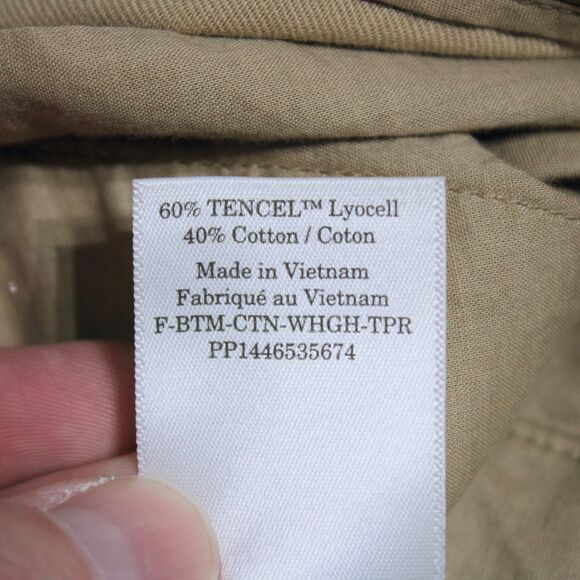 60% TENCEL™ Lyocell
40% Cotton / Coton
Made in Vietnam
Fabriqué au Vietnam
F-BTM-CTN-WHGH-TPR
PP1446535674